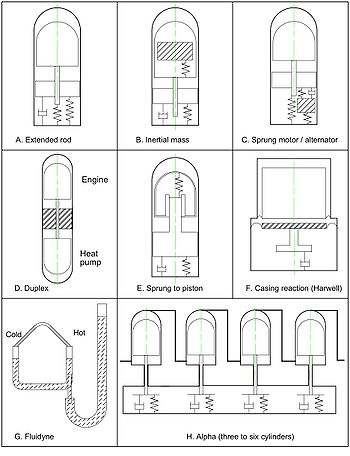 A. Extended rod
B. Inertial mass
C. Sprung motor / alternator
Engine
Heat
pump
D. Duplex
E. Sprung to piston
F. Casing reaction (Harwell)
Cold
Hot
G. Fluidyne
H. Alpha (three to six cylinders)